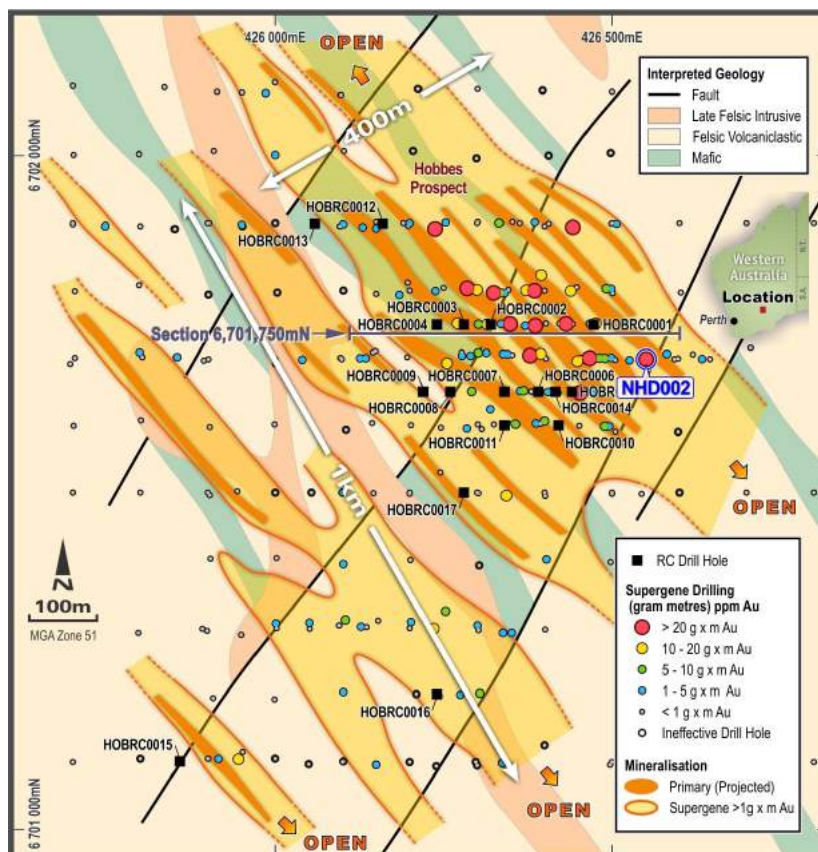 426 000mE
426 500mE
OPEN
400m
Interpreted Geology
Fault
Late Felsic Intrusive
Felsic Volcaniclastic
Mafic
6 702 000mN
Hobbes
Prospect
HOBRC0012
HOBRC0013
Western
Australia
N.T.
S.A.
Location
Perth
HOBRC0003
HOBRC0002
HOBRC0004
HOBRC0001
Section 6,701,750mN
HOBRC0009
HOBRC0007
HOBRC0006
NHD002
HOBRC0008
HOBR
HOBRC0014
HOBRC0011
HOBRC0010
1km
OPEN
HOBRC0017
N
100m
MGA Zone 51
RC Drill Hole
Supergene Drilling
(gram metres) ppm Au
> 20 g x m Au
10 - 20 g x m Au
5 - 10 g x m Au
1 - 5 g x m Au
< 1 g x m Au
Ineffective Drill Hole
HOBRC0016
HOBRC0015
Mineralisation
Primary (Projected)
Supergene >1g x m Au
6 701 000mN
OPEN
OPEN